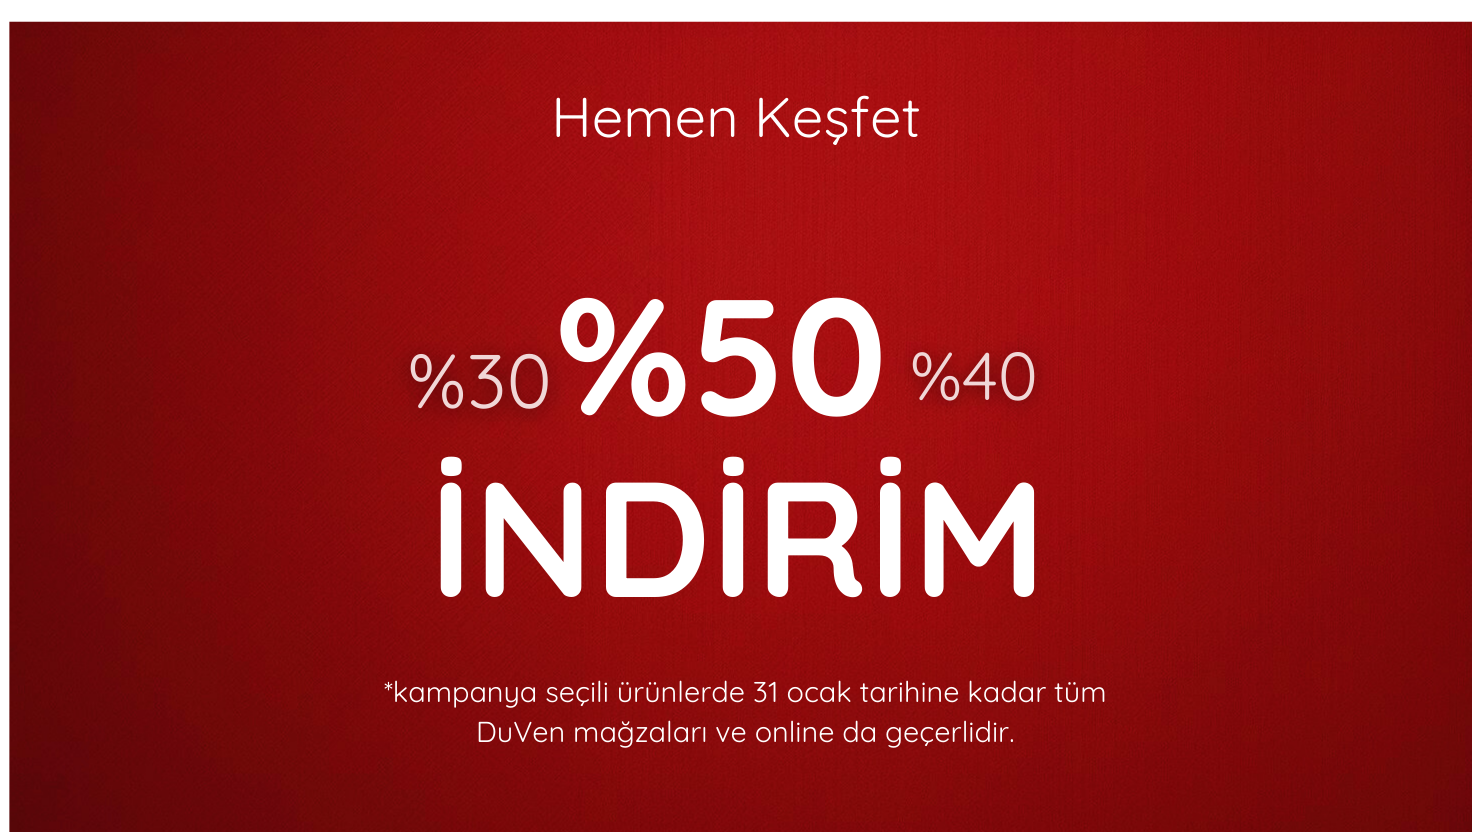 Hemen Keşfet
%30 %50 %40
İNDİRİM
*kampanya seçili ürünlerde 31 ocak tarihine kadar tüm
DuVen mağzaları ve online da geçerlidir.